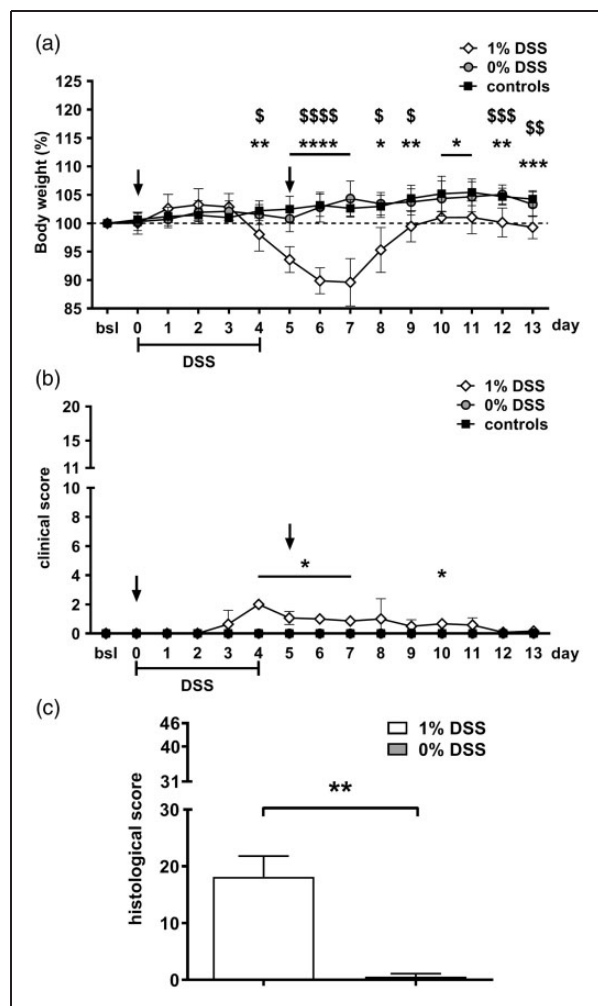 (a)
1% DSS
0% DSS
controls
125
120
115
110
105
100
95
90
85
Body weight (%)
$ $$$$ $ $ $$$ $$
** **** * ** * ** ***
bsl 0 1 2 3 4 5 6 7 8 9 10 11 12 13 day
DSS
(b)
1% DSS
0% DSS
controls
20
15
11
10
8
6
4
2
0
clinical score
* *
bsl 0 1 2 3 4 5 6 7 8 9 10 11 12 13 day
DSS
(c)
1% DSS
0% DSS
46
40
31
30
20
10
0
histological score
**